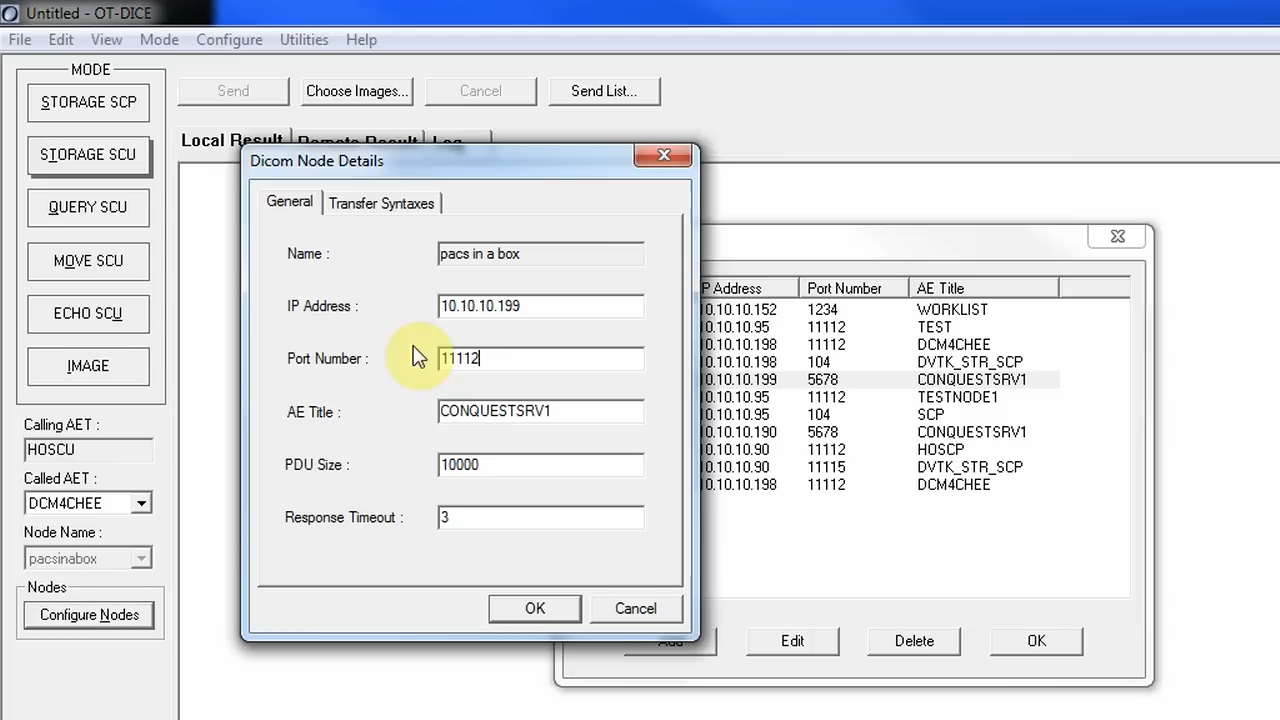 Untitled - OT-DICE
File Edit View Mode Configure Utilities Help
MODE
STORAGE SCP
STORAGE SCU
QUERY SCU
MOVE SCU
ECHO SCU
IMAGE
Calling AET :
HOSCU
Called AET :
DCM4CHEE
Node Name :
pacsinabox
Nodes
Configure Nodes
Send Choose Images... Cancel Send List...
Local Result Remote Result Log
Dicom Node Details
General Transfer Syntaxes
Name : pacs in a box
IP Address : 10.10.10.199
Port Number : 11112
AE Title : CONQUESTSRV1
PDU Size : 10000
Response Timeout : 3
OK Cancel
IP Address Port Number AE Title
10.10.10.152 1234 WORKLIST
10.10.10.95 11112 TEST
10.10.10.198 11112 DCM4CHEE
10.10.10.198 104 DVTK_STR_SCP
10.10.10.199 5678 CONQUESTSRV1
10.10.10.95 11112 TESTNODE1
10.10.10.95 104 SCP
10.10.10.190 5678 CONQUESTSRV1
10.10.10.90 11112 HOSCP
10.10.10.90 11115 DVTK_STR_SCP
10.10.10.198 11112 DCM4CHEE
Add Edit Delete OK